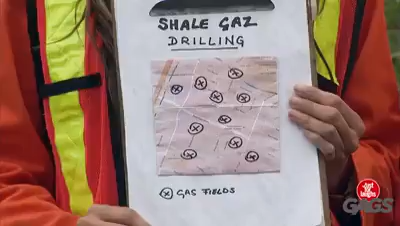 SHALE GAZ
DRILLING
GAS FIELDS
Just for laughs
GAGS